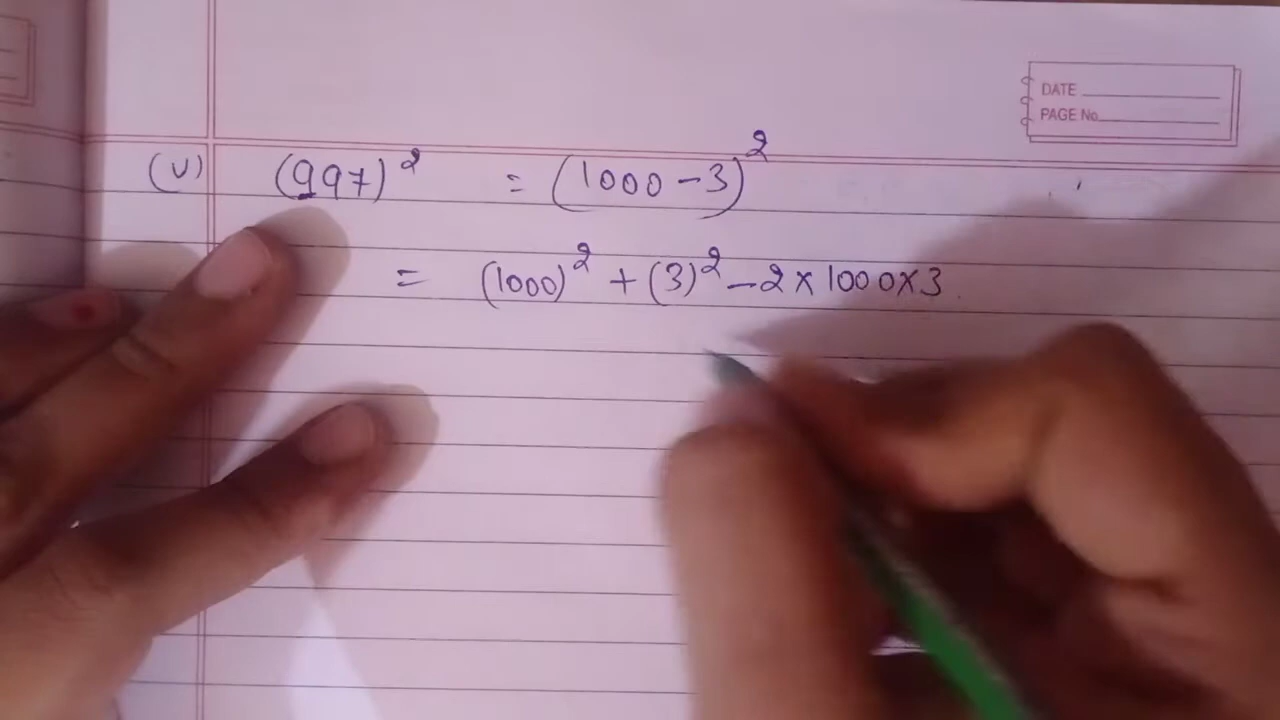 DATE
PAGE No.
(V) (997)² = (1000 - 3)²
= (1000)² + (3)² - 2 × 1000 × 3